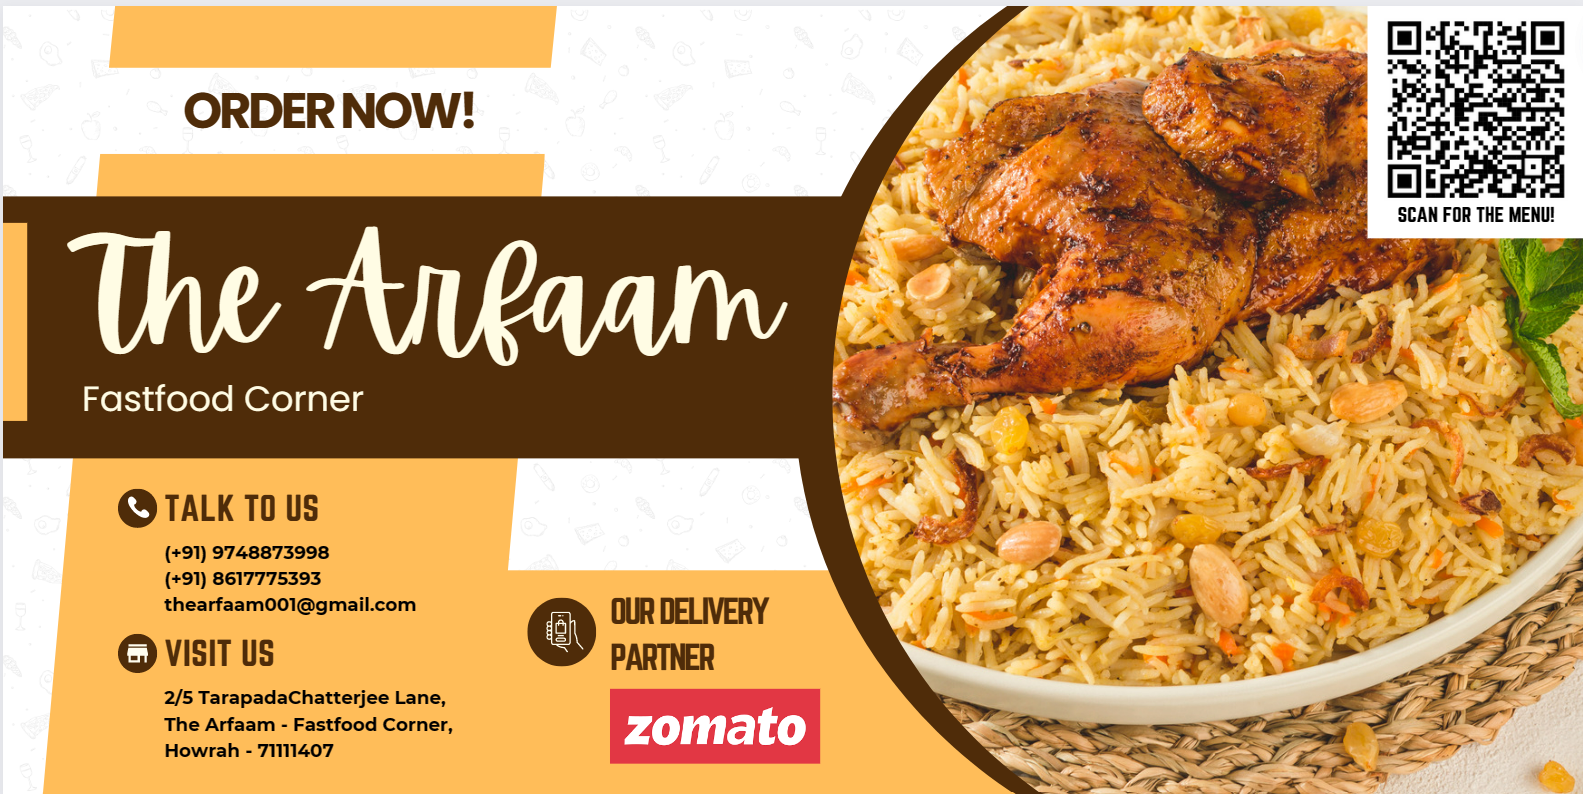 ORDER NOW!
The Arfaam
Fastfood Corner
TALK TO US
(+91) 9748873998
(+91) 8617775393
thearfaam001@gmail.com
VISIT US
2/5 TarapadaChatterjee Lane,
The Arfaam - Fastfood Corner,
Howrah - 71111407
OUR DELIVERY
PARTNER
zomato
SCAN FOR THE MENU!